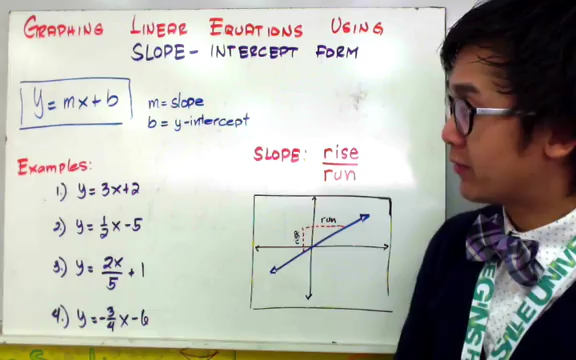 GRAPHING LINEAR EQUATIONS USING
SLOPE-INTERCEPT FORM
y = mx + b
m = slope
b = y-intercept
Examples:
1.) y = 3x + 2
2.) y = 1/2 x - 5
3.) y = 2x/5 + 1
4.) y = -3/4 x - 6
SLOPE: rise/run
run